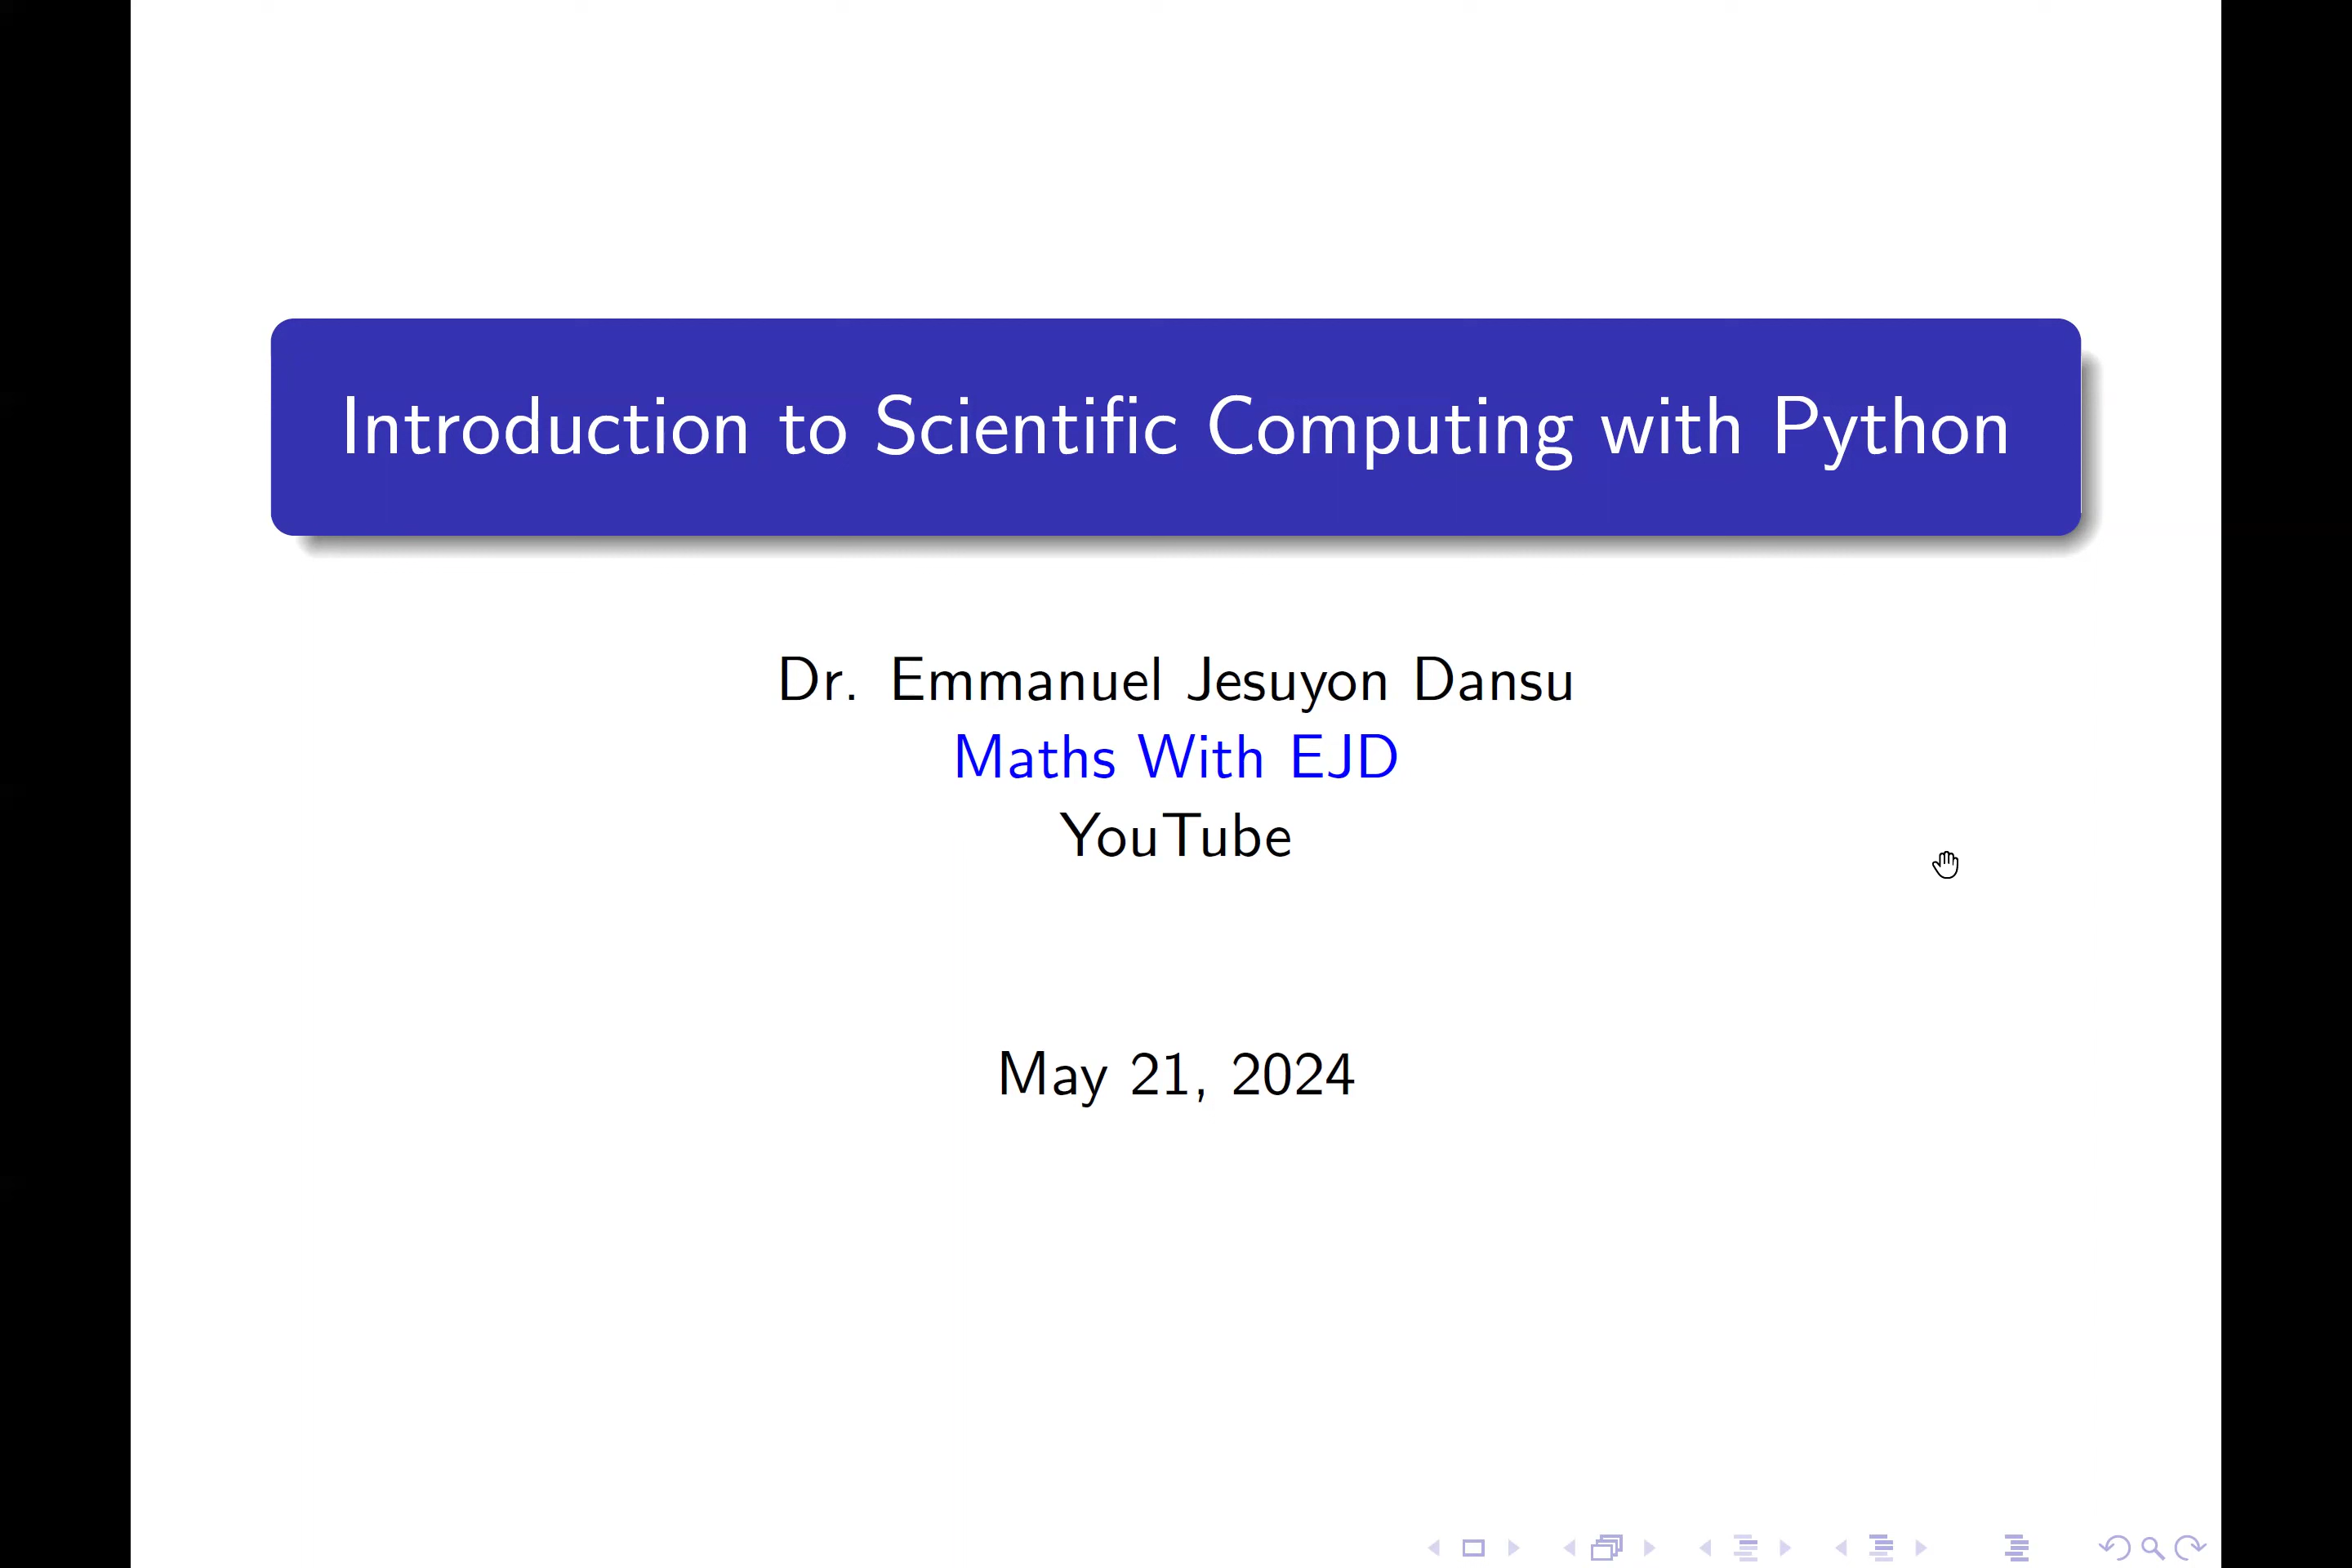 Introduction to Scientific Computing with Python
Dr. Emmanuel Jesuyon Dansu
Maths With EJD
YouTube
May 21, 2024